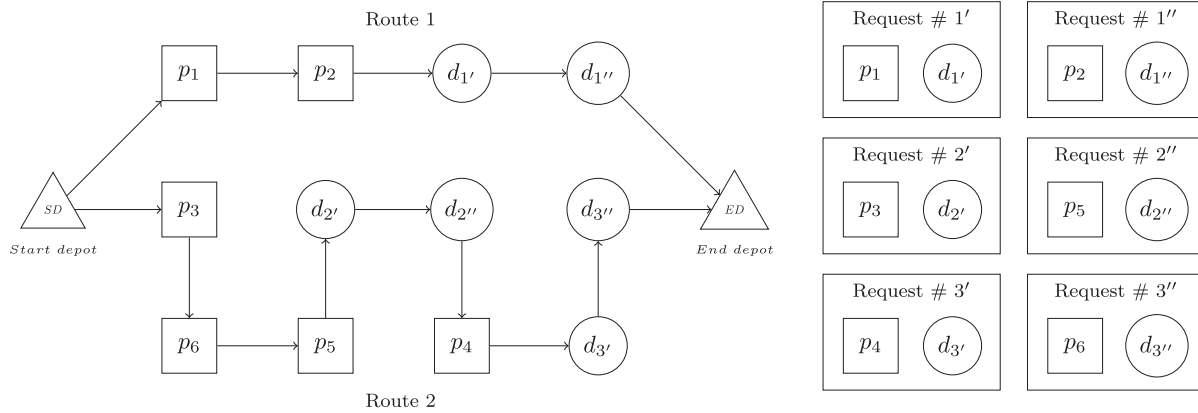 Route 1
Request # 1′ Request # 1′′
p1 p2 d1′ d1′′ p1 d1′ p2 d1′′
Request # 2′ Request # 2′′
SD p3 d2′ d2′′ d3′′ ED p3 d2′ p5 d2′′
Start depot End depot
Request # 3′ Request # 3′′
p6 p5 p4 d3′ p4 d3′ p6 d3′′
Route 2